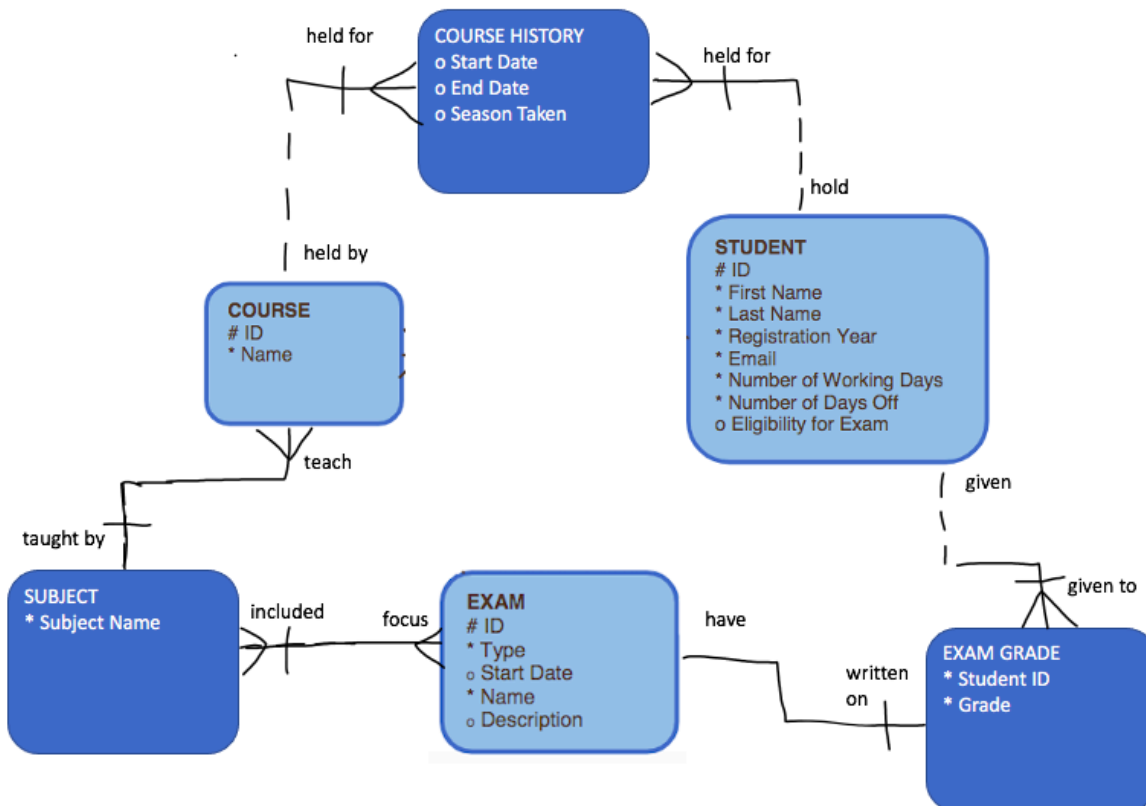 held for
COURSE HISTORY
o Start Date
o End Date
o Season Taken
held for
hold
held by
COURSE
# ID
* Name
STUDENT
# ID
* First Name
* Last Name
* Registration Year
* Email
* Number of Working Days
* Number of Days Off
o Eligibility for Exam
teach
given
taught by
SUBJECT
* Subject Name
included
focus
EXAM
# ID
* Type
o Start Date
* Name
o Description
have
written
on
given to
EXAM GRADE
* Student ID
* Grade